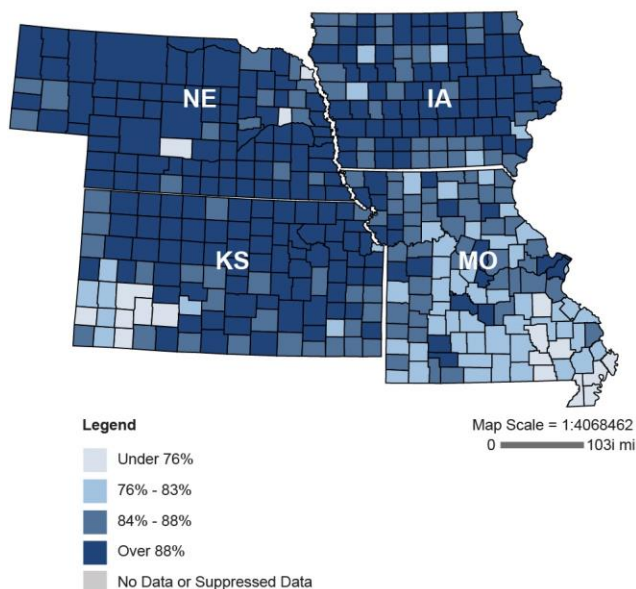 NE
IA
KS
MO
Legend
Under 76%
76% - 83%
84% - 88%
Over 88%
No Data or Suppressed Data
Map Scale = 1:4068462
0 103i mi